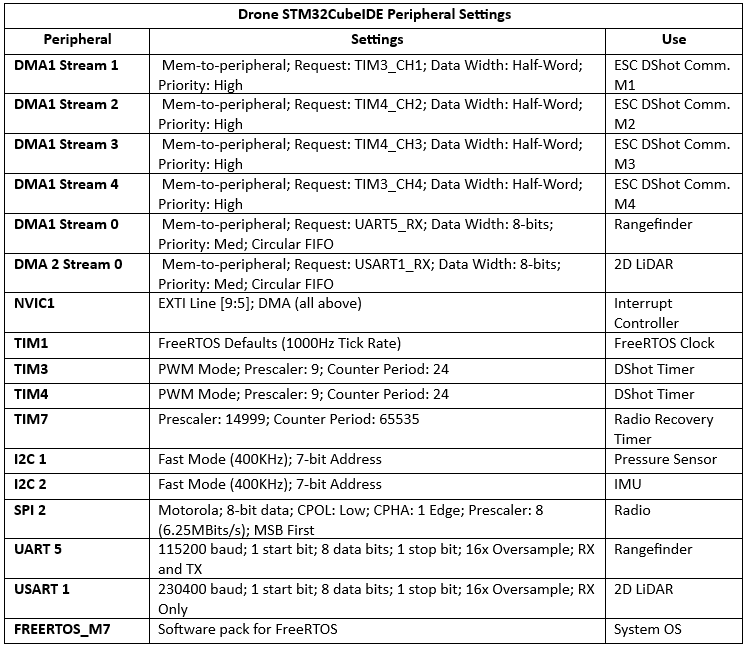 Drone STM32CubeIDE Peripheral Settings
Peripheral Settings Use
DMA1 Stream 1 Mem-to-peripheral; Request: TIM3_CH1; Data Width: Half-Word; ESC DShot Comm.
Priority: High M1
DMA1 Stream 2 Mem-to-peripheral; Request: TIM4_CH2; Data Width: Half-Word; ESC DShot Comm.
Priority: High M2
DMA1 Stream 3 Mem-to-peripheral; Request: TIM4_CH3; Data Width: Half-Word; ESC DShot Comm.
Priority: High M3
DMA1 Stream 4 Mem-to-peripheral; Request: TIM3_CH4; Data Width: Half-Word; ESC DShot Comm.
Priority: High M4
DMA1 Stream 0 Mem-to-peripheral; Request: UART5_RX; Data Width: 8-bits; Rangefinder
Priority: Med; Circular FIFO
DMA 2 Stream 0 Mem-to-peripheral; Request: USART1_RX; Data Width: 8-bits; 2D LiDAR
Priority: Med; Circular FIFO
NVIC1 EXTI Line [9:5]; DMA (all above) Interrupt
Controller
TIM1 FreeRTOS Defaults (1000Hz Tick Rate) FreeRTOS Clock
TIM3 PWM Mode; Prescaler: 9; Counter Period: 24 DShot Timer
TIM4 PWM Mode; Prescaler: 9; Counter Period: 24 DShot Timer
TIM7 Prescaler: 14999; Counter Period: 65535 Radio Recovery
Timer
I2C 1 Fast Mode (400KHz); 7-bit Address Pressure Sensor
I2C 2 Fast Mode (400KHz); 7-bit Address IMU
SPI 2 Motorola; 8-bit data; CPOL: Low; CPHA: 1 Edge; Prescaler: 8 Radio
(6.25MBits/s); MSB First
UART 5 115200 baud; 1 start bit; 8 data bits; 1 stop bit; 16x Oversample; RX Rangefinder
and TX
USART 1 230400 baud; 1 start bit; 8 data bits; 1 stop bit; 16x Oversample; RX 2D LiDAR
Only
FREERTOS_M7 Software pack for FreeRTOS System OS